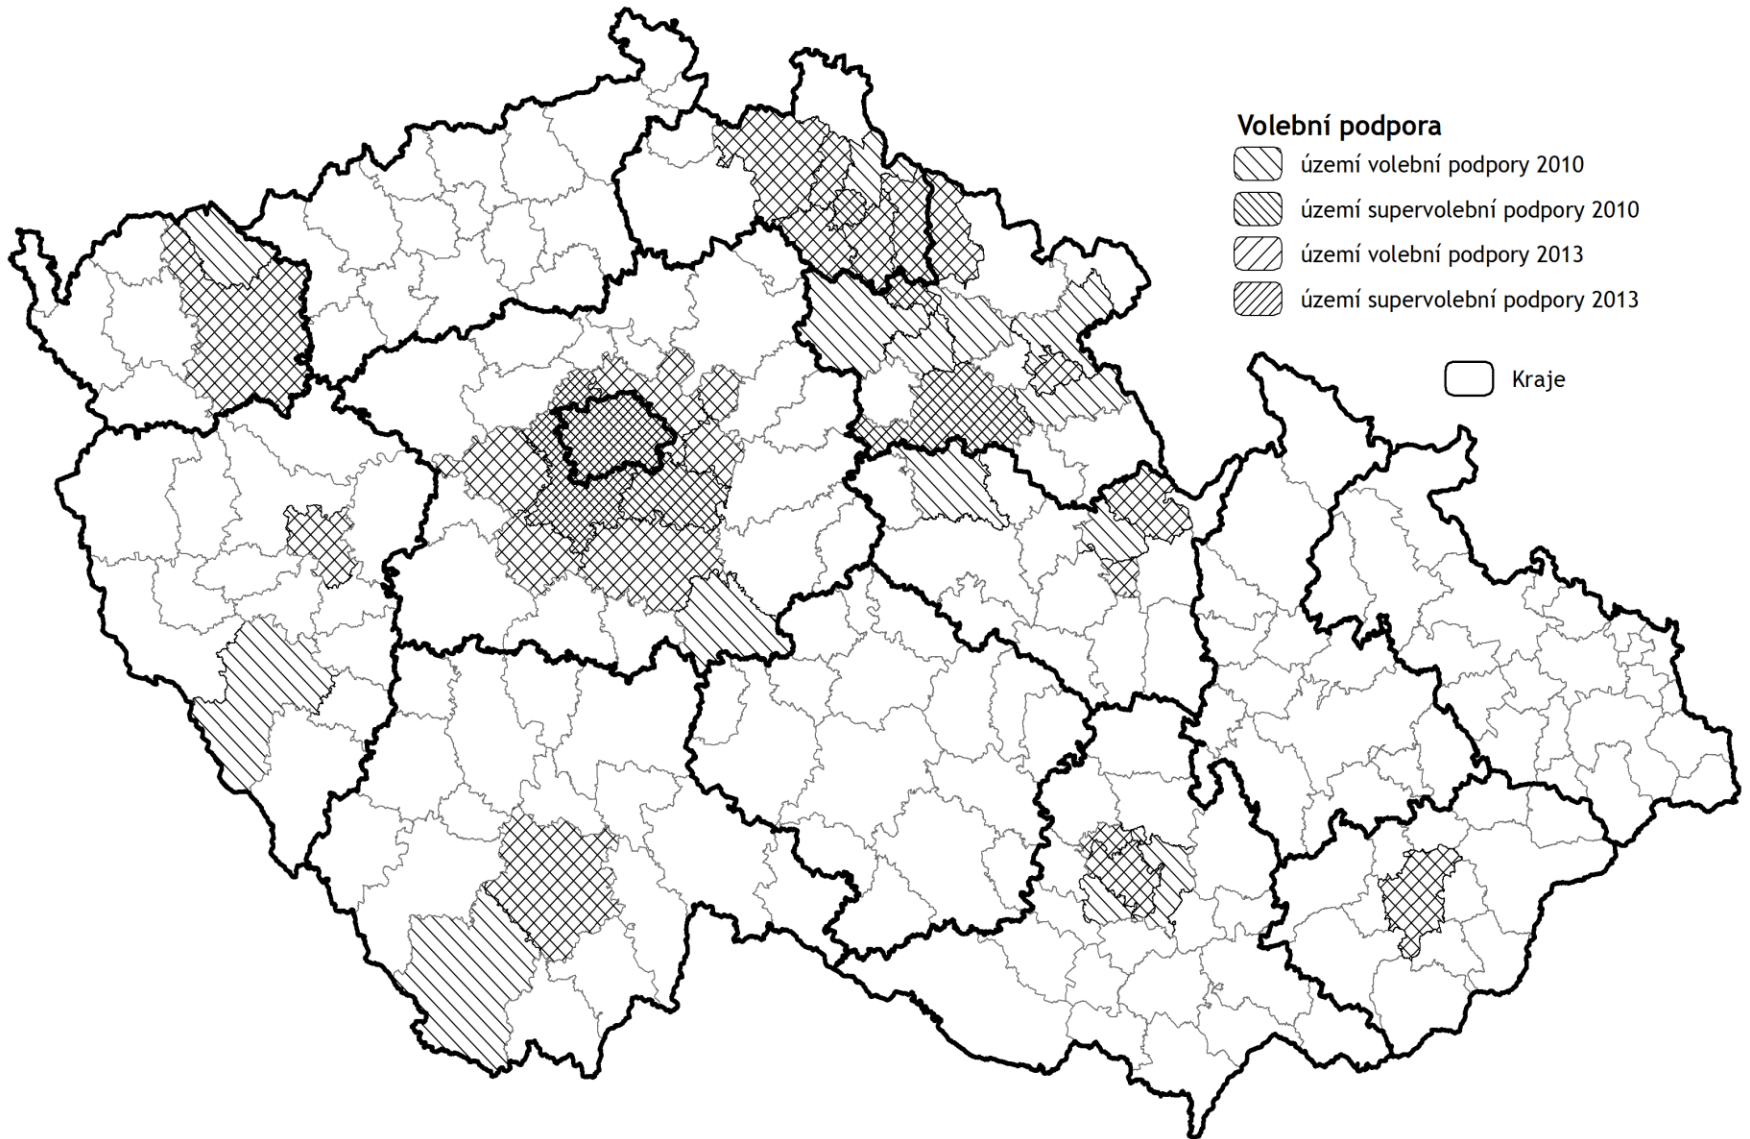 Volební podpora
území volební podpory 2010
území supervolební podpory 2010
území volební podpory 2013
území supervolební podpory 2013
Kraje